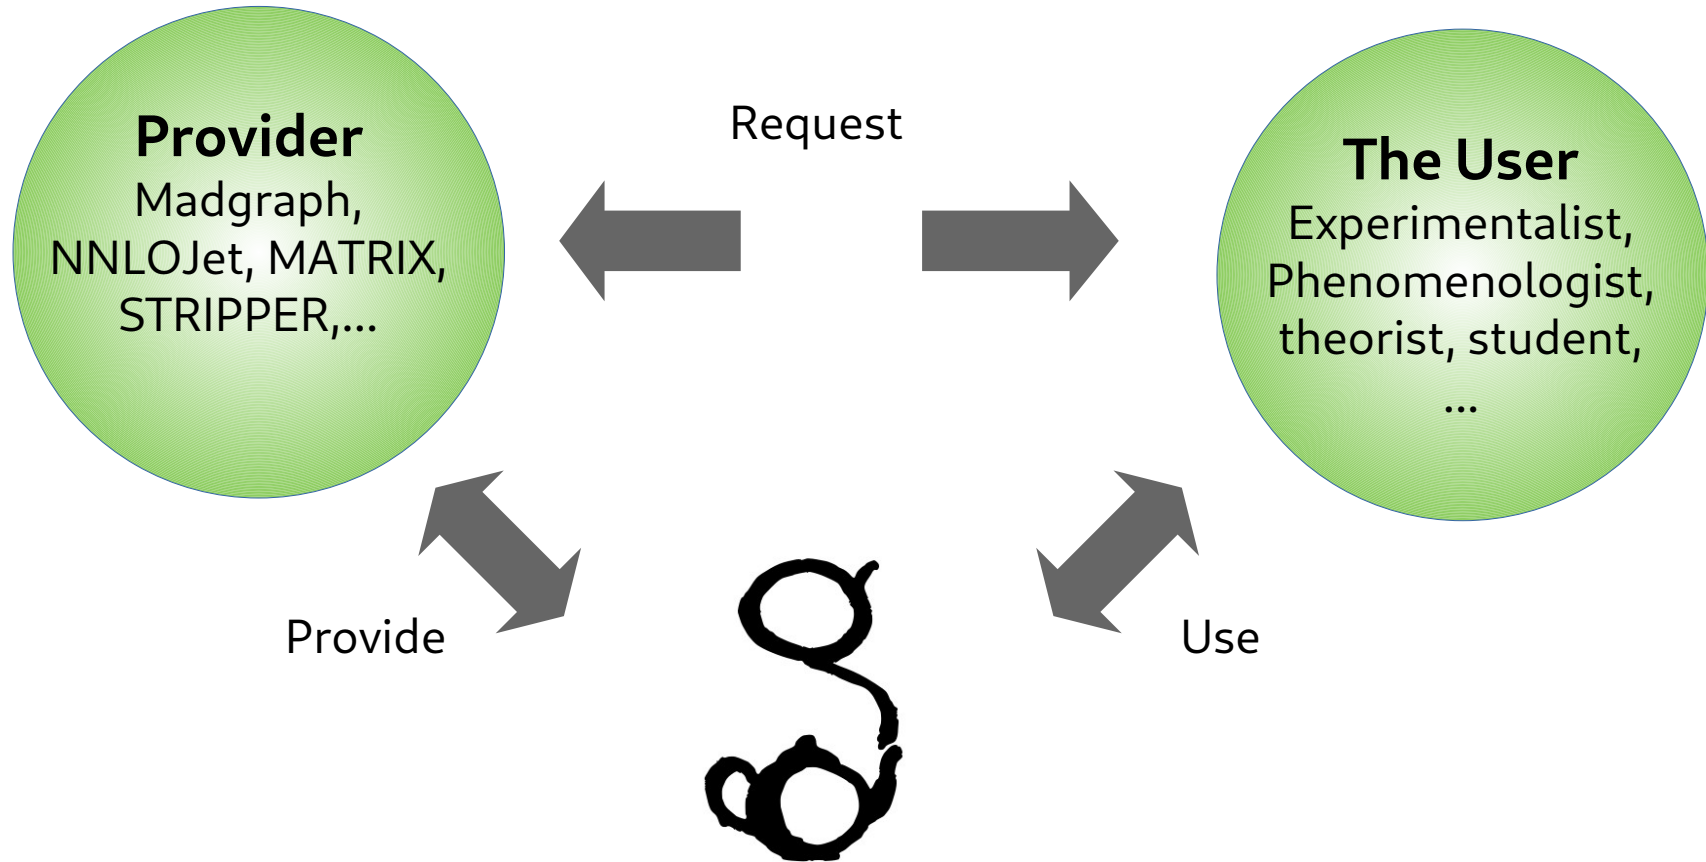 Provider
Madgraph,
NNLOJet, MATRIX,
STRIPPER,...
Request
The User
Experimentalist,
Phenomenologist,
theorist, student,
...
Provide
Use